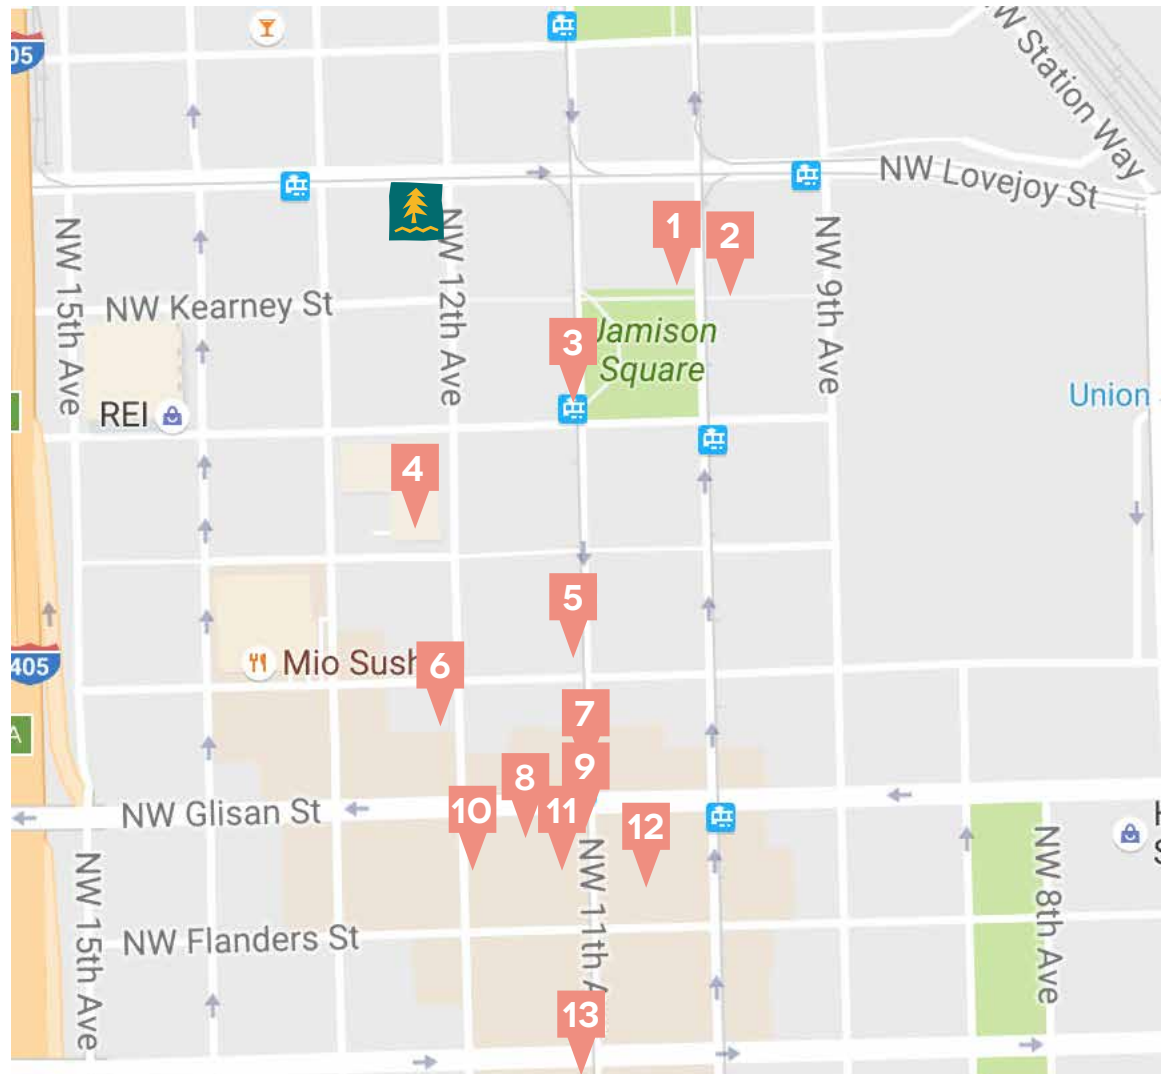 05
NW Station Way
NW Lovejoy St
NW 15th Ave
NW 12th Ave
1
2
NW 9th Ave
NW Kearney St
3
Jamison
Square
REI
Union
4
5
405
Mio Sush
6
7
A
8
9
NW Glisan St
10
11
12
NW 15th Ave
NW 11th A
NW 8th Ave
NW Flanders St
13